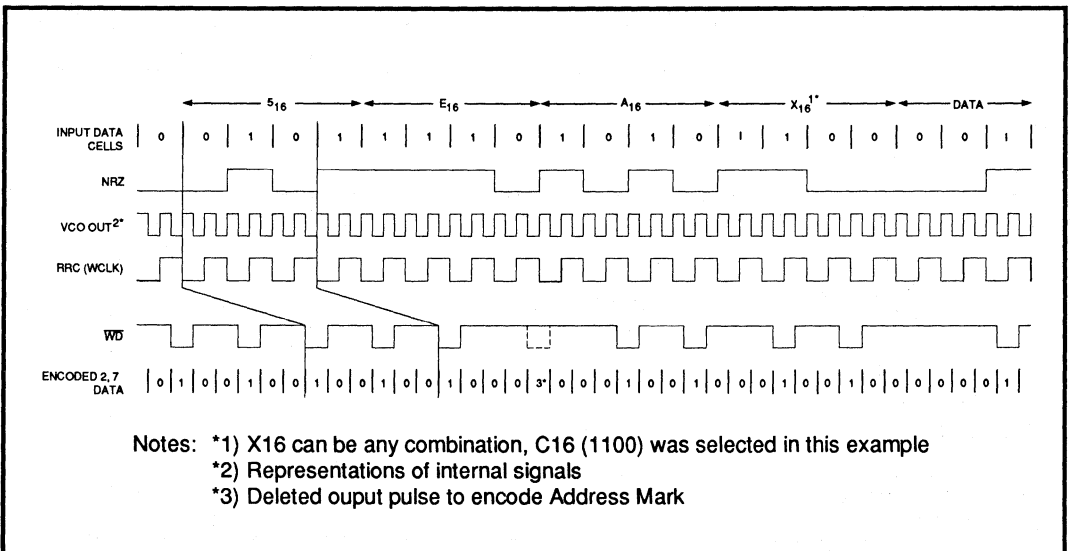 5₁₆ E₁₆ A₁₆ X₁₆¹* DATA
INPUT DATA CELLS | 0 | 0 | 1 | 0 | 1 | 1 | 1 | 1 | 0 | 1 | 0 | 1 | 0 | 1 | 1 | 0 | 0 | 0 | 0 | 1 |
NRZ
VCO OUT²*
RRC (WCLK)
W̅D̅
ENCODED 2, 7 DATA |0|1|0|0|1|0|0|1|0|0|1|0|0|1|0|0|0|3*|0|0|0|1|0|0|1|0|0|0|1|0|0|1|0|0|0|0|0|0|1|
Notes: *1) X16 can be any combination, C16 (1100) was selected in this example
*2) Representations of internal signals
*3) Deleted ouput pulse to encode Address Mark